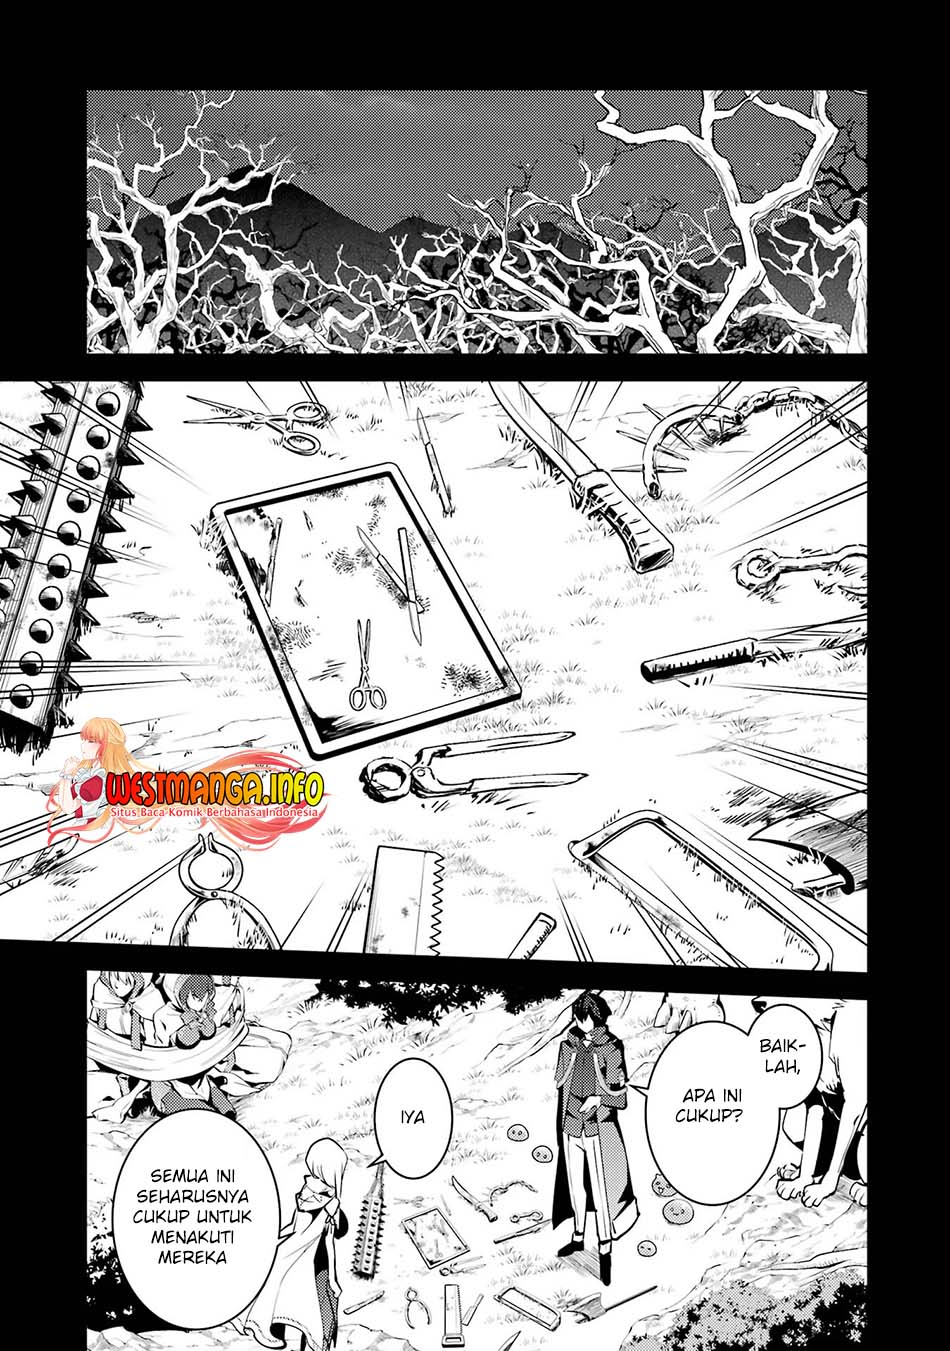 WESTMANGA.INFO
Situs Baca Komik Berbahasa Indonesia
BAIK-
LAH,
APA INI
CUKUP?
IYA
SEMUA INI
SEHARUSNYA
CUKUP UNTUK
MENAKUTI
MEREKA